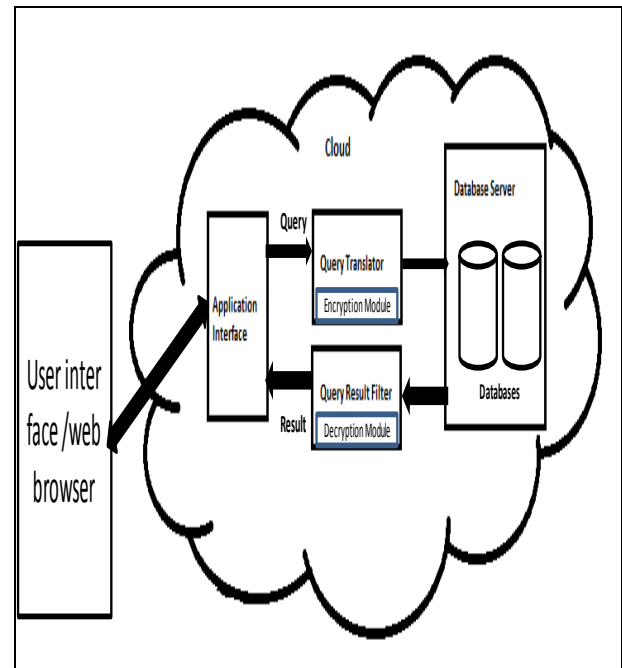 Cloud
Database Server
Query
Query Translator
Encryption Module
Application
Interface
User inter
face /web
browser
Query Result Filter
Decryption Module
Result
Databases